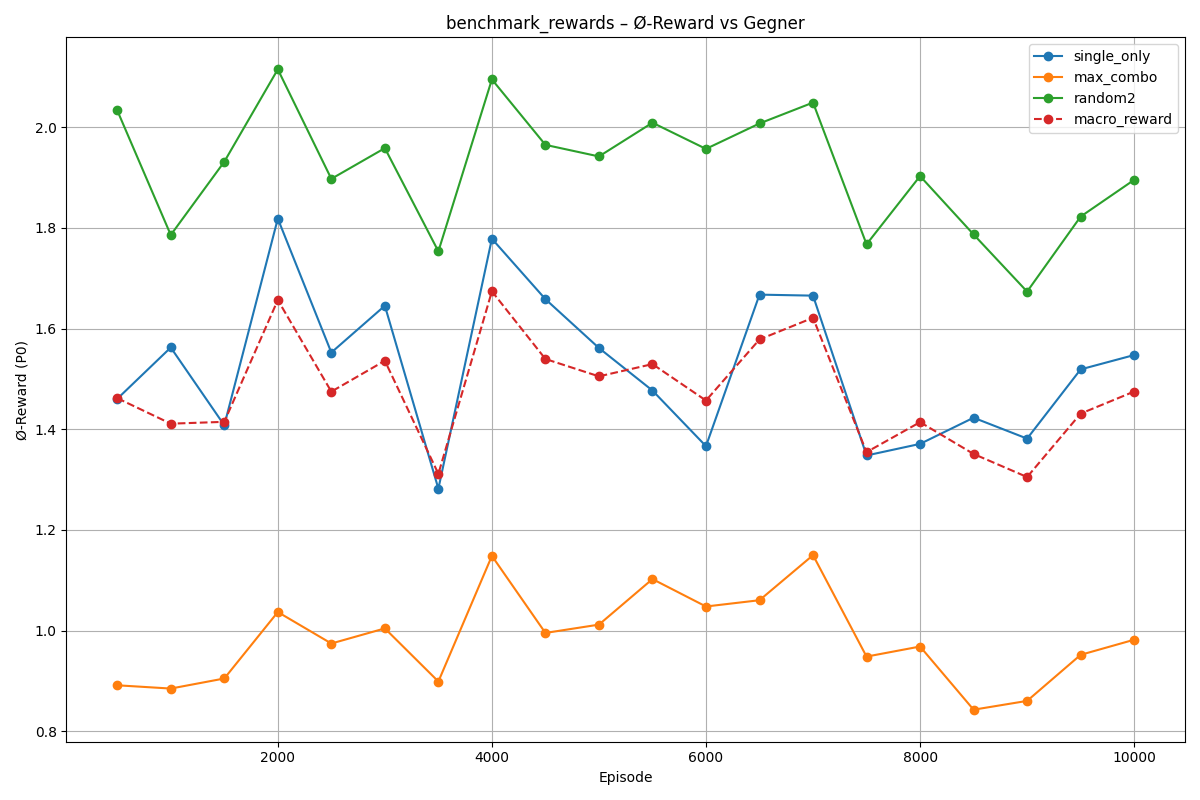 benchmark_rewards – Ø-Reward vs Gegner
single_only
max_combo
random2
macro_reward
Ø-Reward (P0)
2.0
1.8
1.6
1.4
1.2
1.0
0.8
2000 4000 6000 8000 10000
Episode